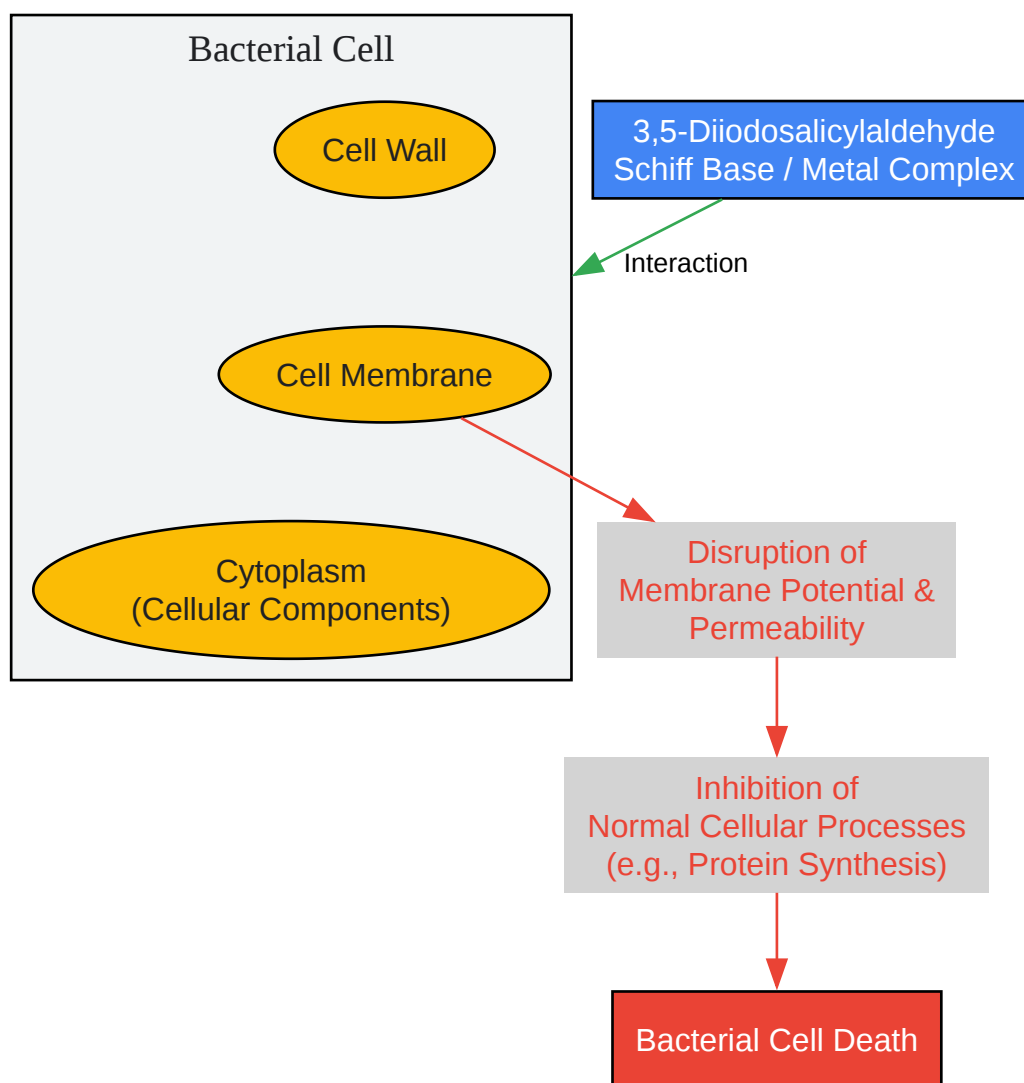 Bacterial Cell
Cell Wall
3,5-Diiodosalicylaldehyde
Schiff Base / Metal Complex
Interaction
Cell Membrane
Cytoplasm
(Cellular Components)
Disruption of
Membrane Potential &
Permeability
Inhibition of
Normal Cellular Processes
(e.g., Protein Synthesis)
Bacterial Cell Death